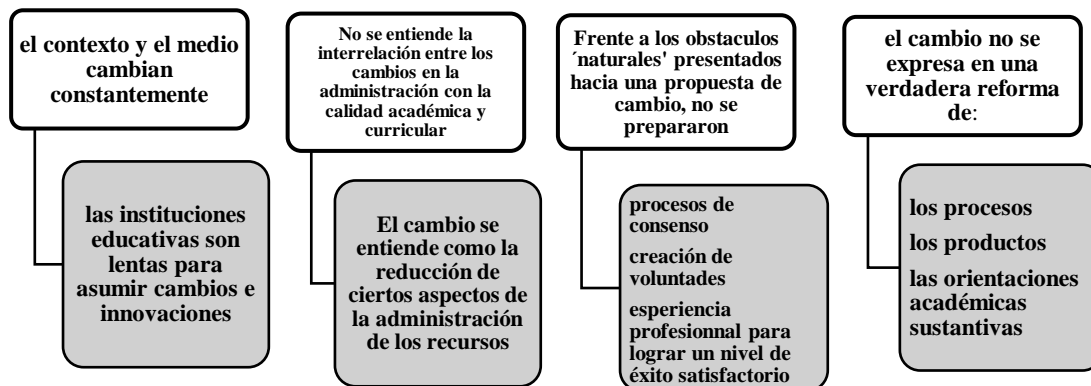 el contexto y el medio
cambian
constantemente
las instituciones
educativas son
lentas para
asumir cambios e
innovaciones
No se entiende la
interrelación entre los
cambios en la
administración con la
calidad académica y
curricular
El cambio se
entiende como la
reducción de
ciertos aspectos de
la administración
de los recursos
Frente a los obstaculos
´naturales' presentados
hacia una propuesta de
cambio, no se
prepararon
procesos de
consenso
creación de
voluntades
esperiencia
profesionnal para
lograr un nivel de
éxito satisfactorio
el cambio no se
expresa en una
verdadera reforma
de:
los procesos
los productos
las orientaciones
académicas
sustantivas